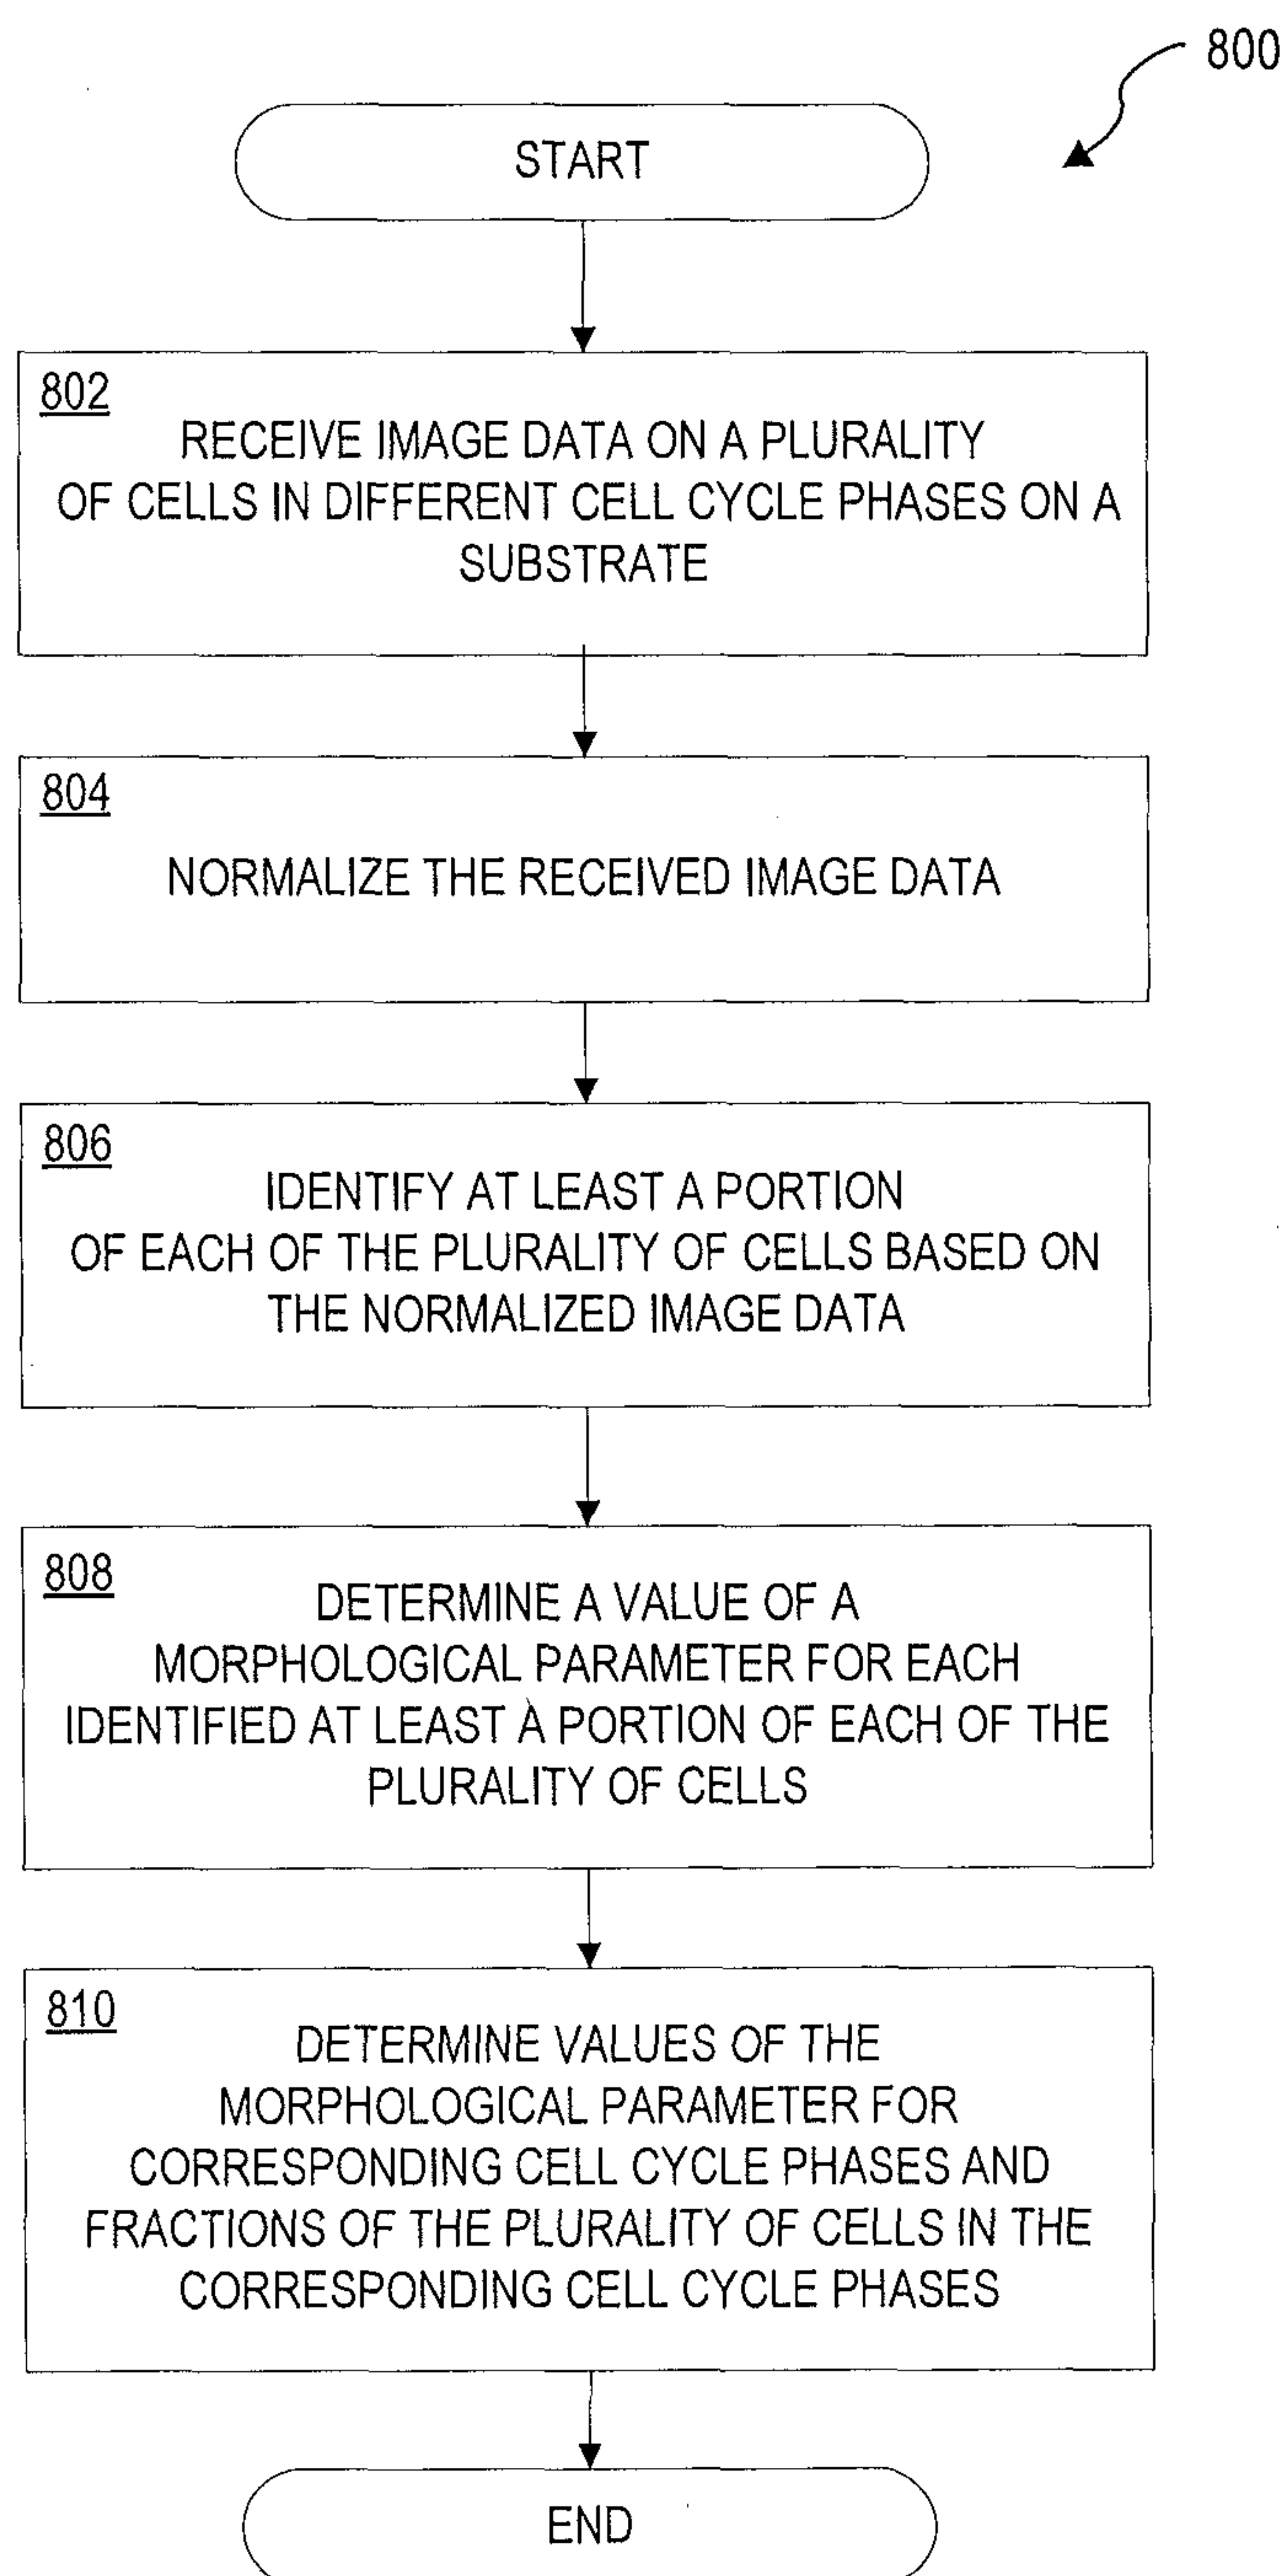 800
START
802
RECEIVE IMAGE DATA ON A PLURALITY
OF CELLS IN DIFFERENT CELL CYCLE PHASES ON A
SUBSTRATE
804
NORMALIZE THE RECEIVED IMAGE DATA
806
IDENTIFY AT LEAST A PORTION
OF EACH OF THE PLURALITY OF CELLS BASED ON
THE NORMALIZED IMAGE DATA
808
DETERMINE A VALUE OF A
MORPHOLOGICAL PARAMETER FOR EACH
IDENTIFIED AT LEAST A PORTION OF EACH OF THE
PLURALITY OF CELLS
810
DETERMINE VALUES OF THE
MORPHOLOGICAL PARAMETER FOR
CORRESPONDING CELL CYCLE PHASES AND
FRACTIONS OF THE PLURALITY OF CELLS IN THE
CORRESPONDING CELL CYCLE PHASES
END